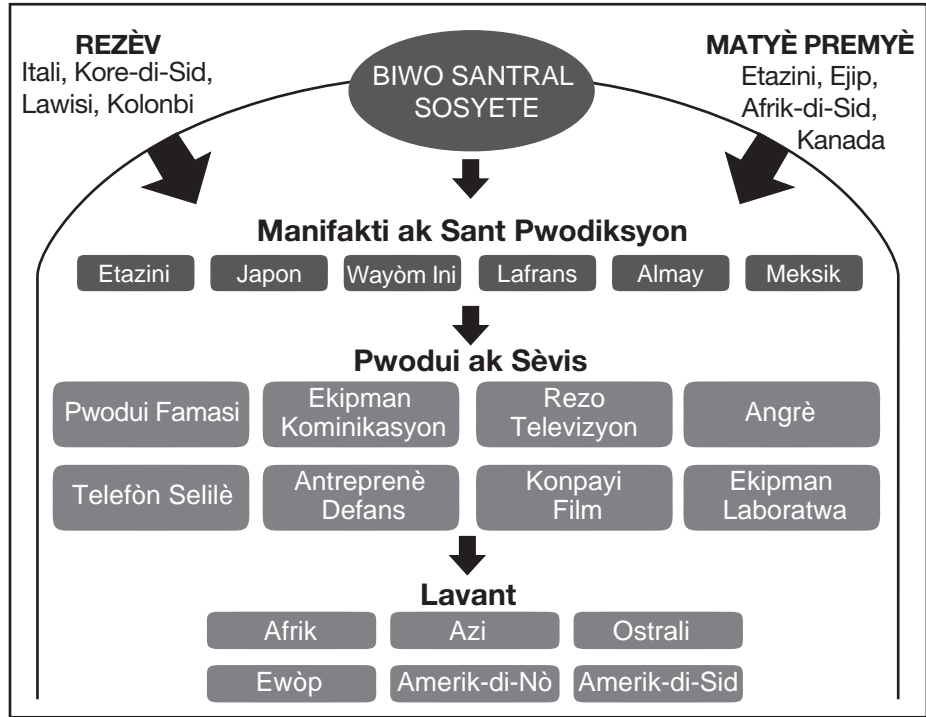 REZÈV
Itali, Kore-di-Sid,
Lawisi, Kolonbi
BIWO SANTRAL
SOSYETE
MATYÈ PREMYÈ
Etazini, Ejip,
Afrik-di-Sid,
Kanada
Manifakti ak Sant Pwodiksyon
Etazini
Japon
Wayòm Ini
Lafrans
Almay
Meksik
Pwodui ak Sèvis
Pwodui Famasi
Ekipman
Kominikasyon
Rezo
Televizyon
Angrè
Telefòn Selilè
Antreprenè
Defans
Konpayi
Film
Ekipman
Laboratwa
Lavant
Afrik
Azi
Ostrali
Ewòp
Amerik-di-Nò
Amerik-di-Sid